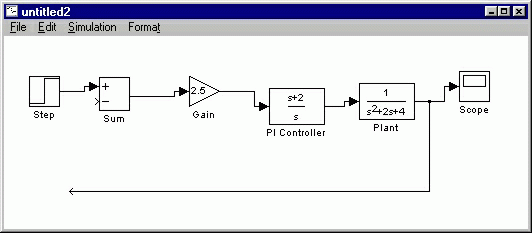 untitled2
File Edit Simulation Format
+
−
2.5
s+2
s
1
s²+2s+4
Step
Sum
Gain
PI Controller
Plant
Scope